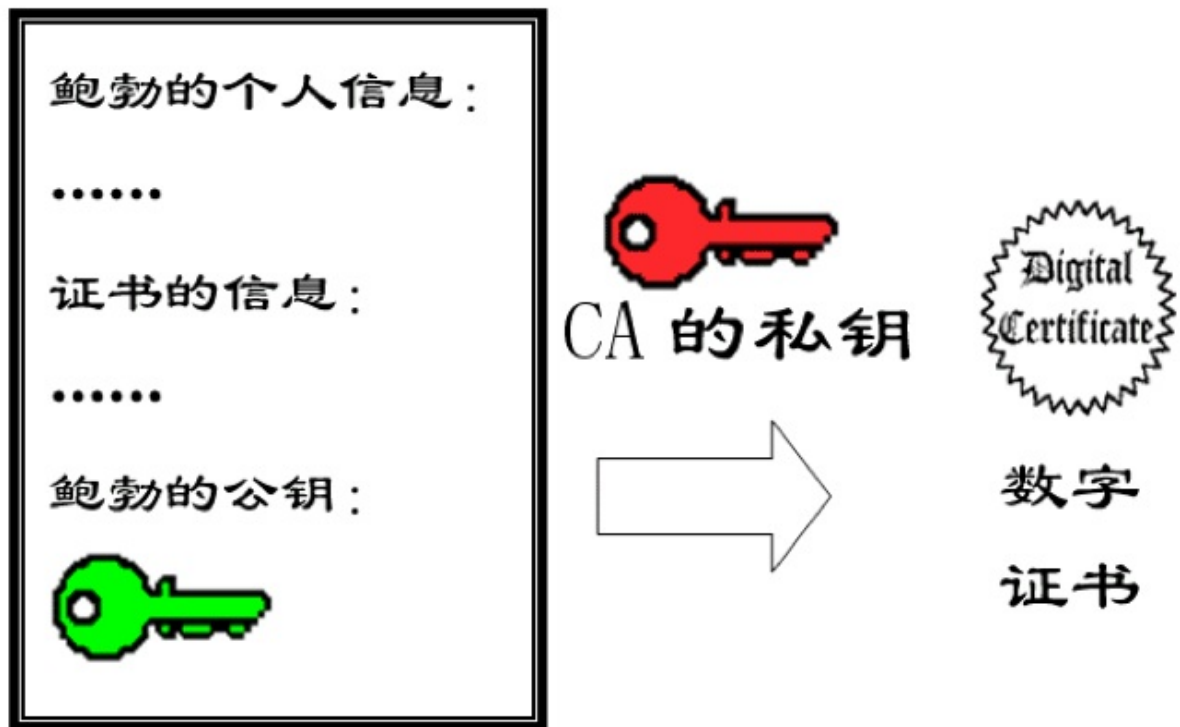 鲍勃的个人信息:
......
证书的信息:
......
鲍勃的公钥:
CA 的私钥
Digital
Certificate
数字
证书